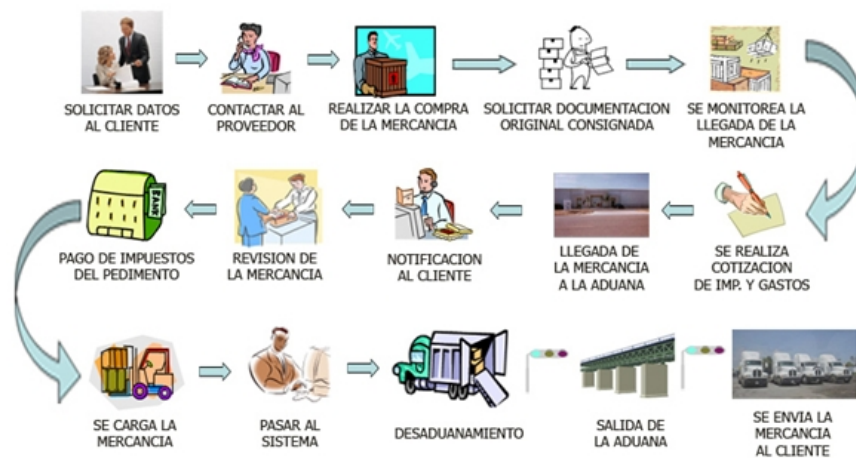 SOLICITAR DATOS
AL CLIENTE
CONTACTAR AL
PROVEEDOR
REALIZAR LA COMPRA
DE LA MERCANCIA
SOLICITAR DOCUMENTACION
ORIGINAL CONSIGNADA
SE MONITOREA LA
LLEGADA DE LA
MERCANCIA
BANK
PAGO DE IMPUESTOS
DEL PEDIMENTO
REVISION DE
LA MERCANCIA
NOTIFICACION
AL CLIENTE
LLEGADA DE
LA MERCANCIA
A LA ADUANA
SE REALIZA
COTIZACION
DE IMP. Y GASTOS
SE CARGA LA
MERCANCIA
PASAR AL
SISTEMA
DESADUANAMIENTO
SALIDA DE
LA ADUANA
SE ENVIA LA
MERCANCIA
AL CLIENTE